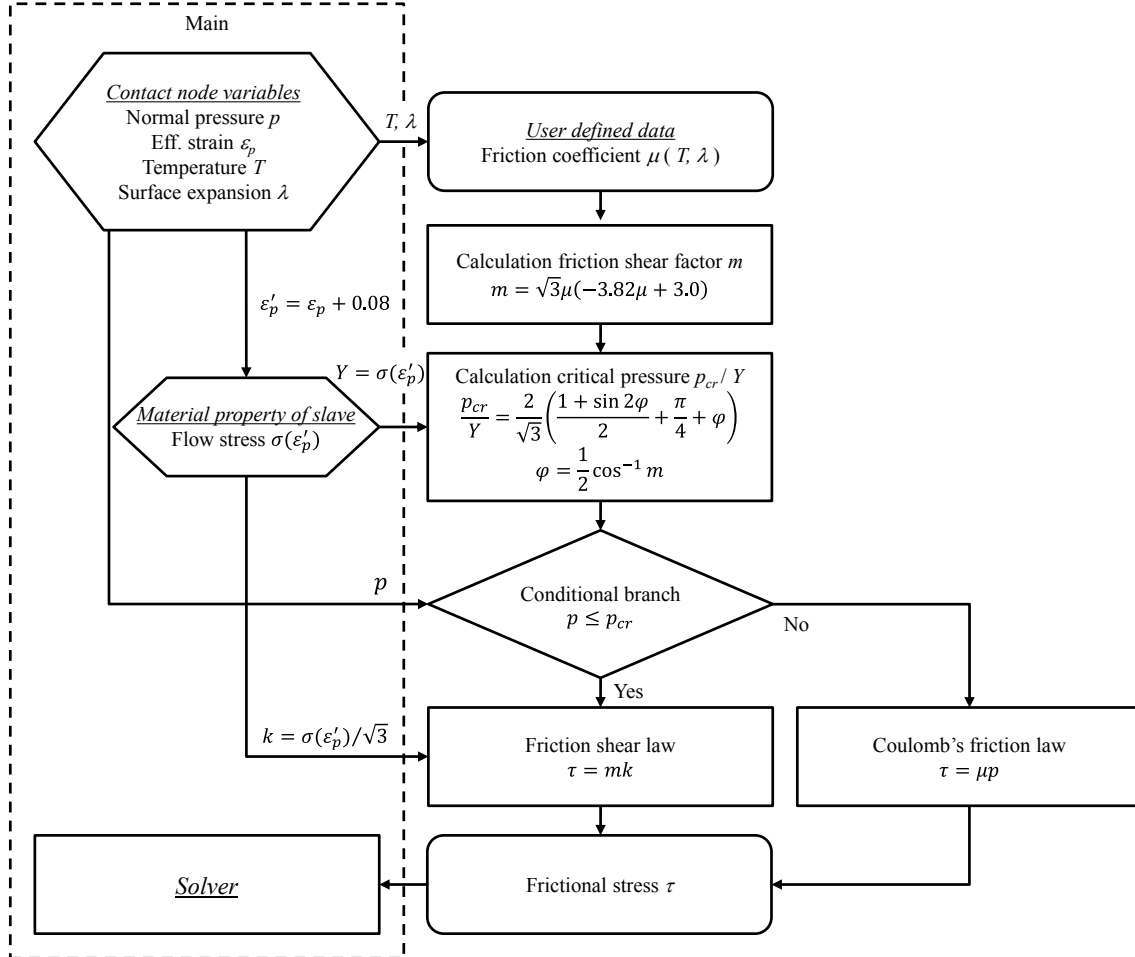 Main
Contact node variables
Normal pressure p
Eff. strain εp
Temperature T
Surface expansion λ
T, λ
User defined data
Friction coefficient μ ( T, λ )
Calculation friction shear factor m
m = √3μ(−3.82μ + 3.0)
ε′p = εp + 0.08
Y = σ(ε′p)
Material property of slave
Flow stress σ(ε′p)
Calculation critical pressure pcr / Y
pcr/Y = 2/√3 ((1 + sin 2φ)/2 + π/4 + φ)
φ = 1/2 cos⁻¹ m
p
Conditional branch
p ≤ pcr
No
Yes
k = σ(ε′p)/√3
Friction shear law
τ = mk
Coulomb’s friction law
τ = μp
Solver
Frictional stress τ